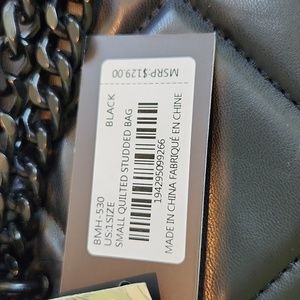 BMH-530 BLACK
US:1SIZE
SMALL QUILTED STUDDED BAG
194295099266
MADE IN CHINA FABRIQUÉ EN CHINE
MSRP:$129.00